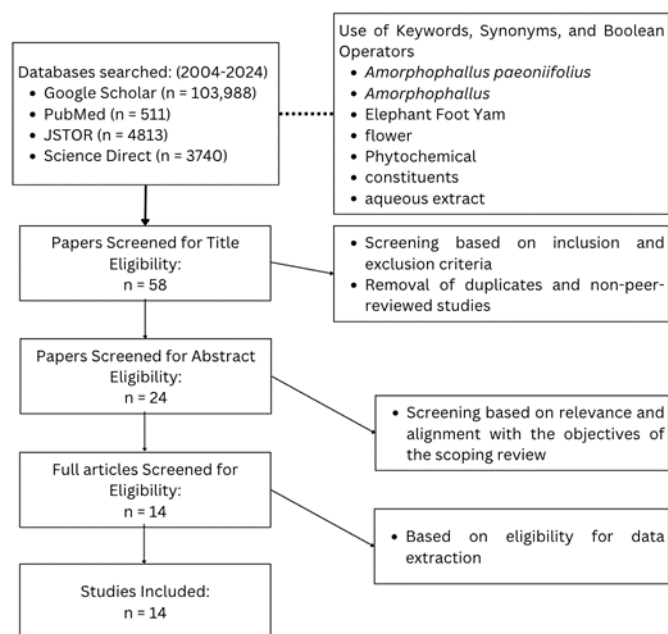 Databases searched: (2004-2024)
• Google Scholar (n = 103,988)
• PubMed (n = 511)
• JSTOR (n = 4813)
• Science Direct (n = 3740)
Use of Keywords, Synonyms, and Boolean
Operators
• Amorphophallus paeoniifolius
• Amorphophallus
• Elephant Foot Yam
• flower
• Phytochemical
• constituents
• aqueous extract
Papers Screened for Title
Eligibility:
n = 58
• Screening based on inclusion and
exclusion criteria
• Removal of duplicates and non-peer-
reviewed studies
Papers Screened for Abstract
Eligibility:
n = 24
• Screening based on relevance and
alignment with the objectives of
the scoping review
Full articles Screened for
Eligibility:
n = 14
• Based on eligibility for data
extraction
Studies Included:
n = 14